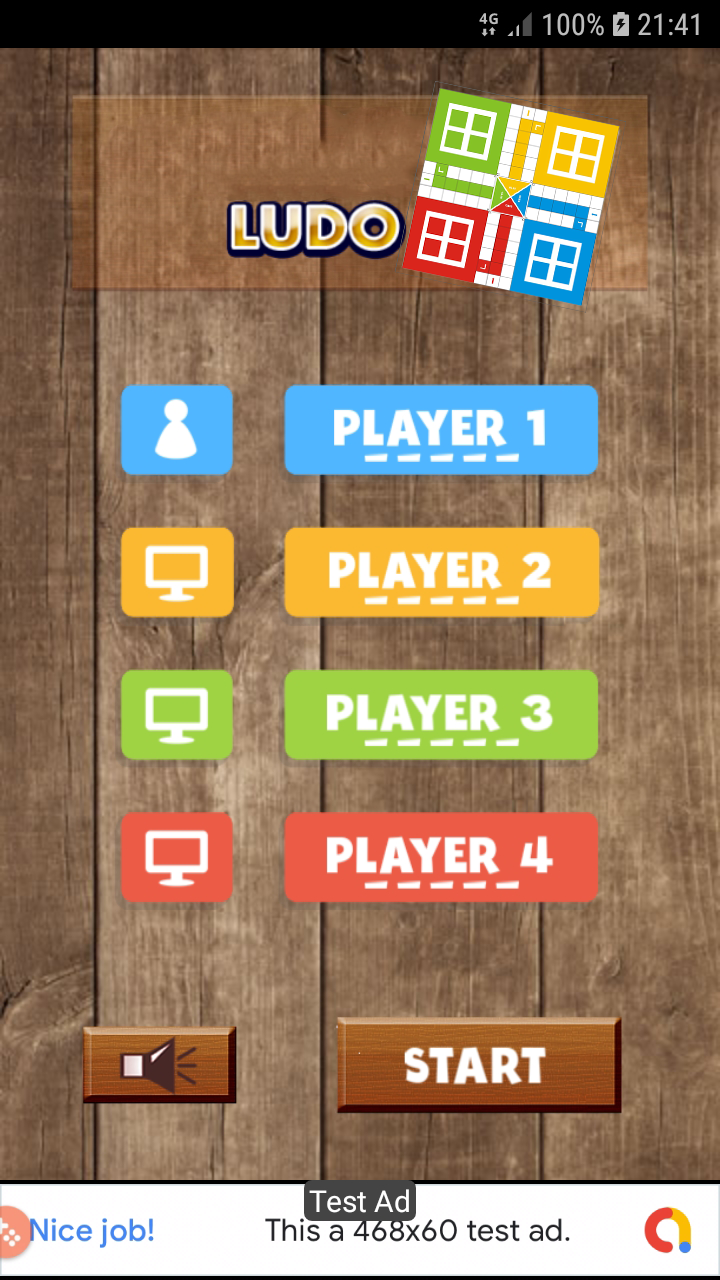 4G 100% 21:41
LUDO
PLAYER 1
PLAYER 2
PLAYER 3
PLAYER 4
START
Test Ad
Nice job! This a 468x60 test ad.